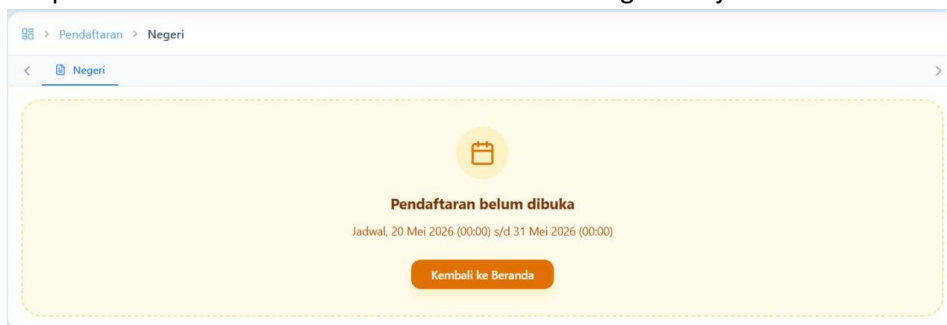 Pendaftaran > Negeri
Negeri
Pendaftaran belum dibuka
Jadwal, 20 Mei 2026 (00:00) s/d 31 Mei 2026 (00:00)
Kembali ke Beranda